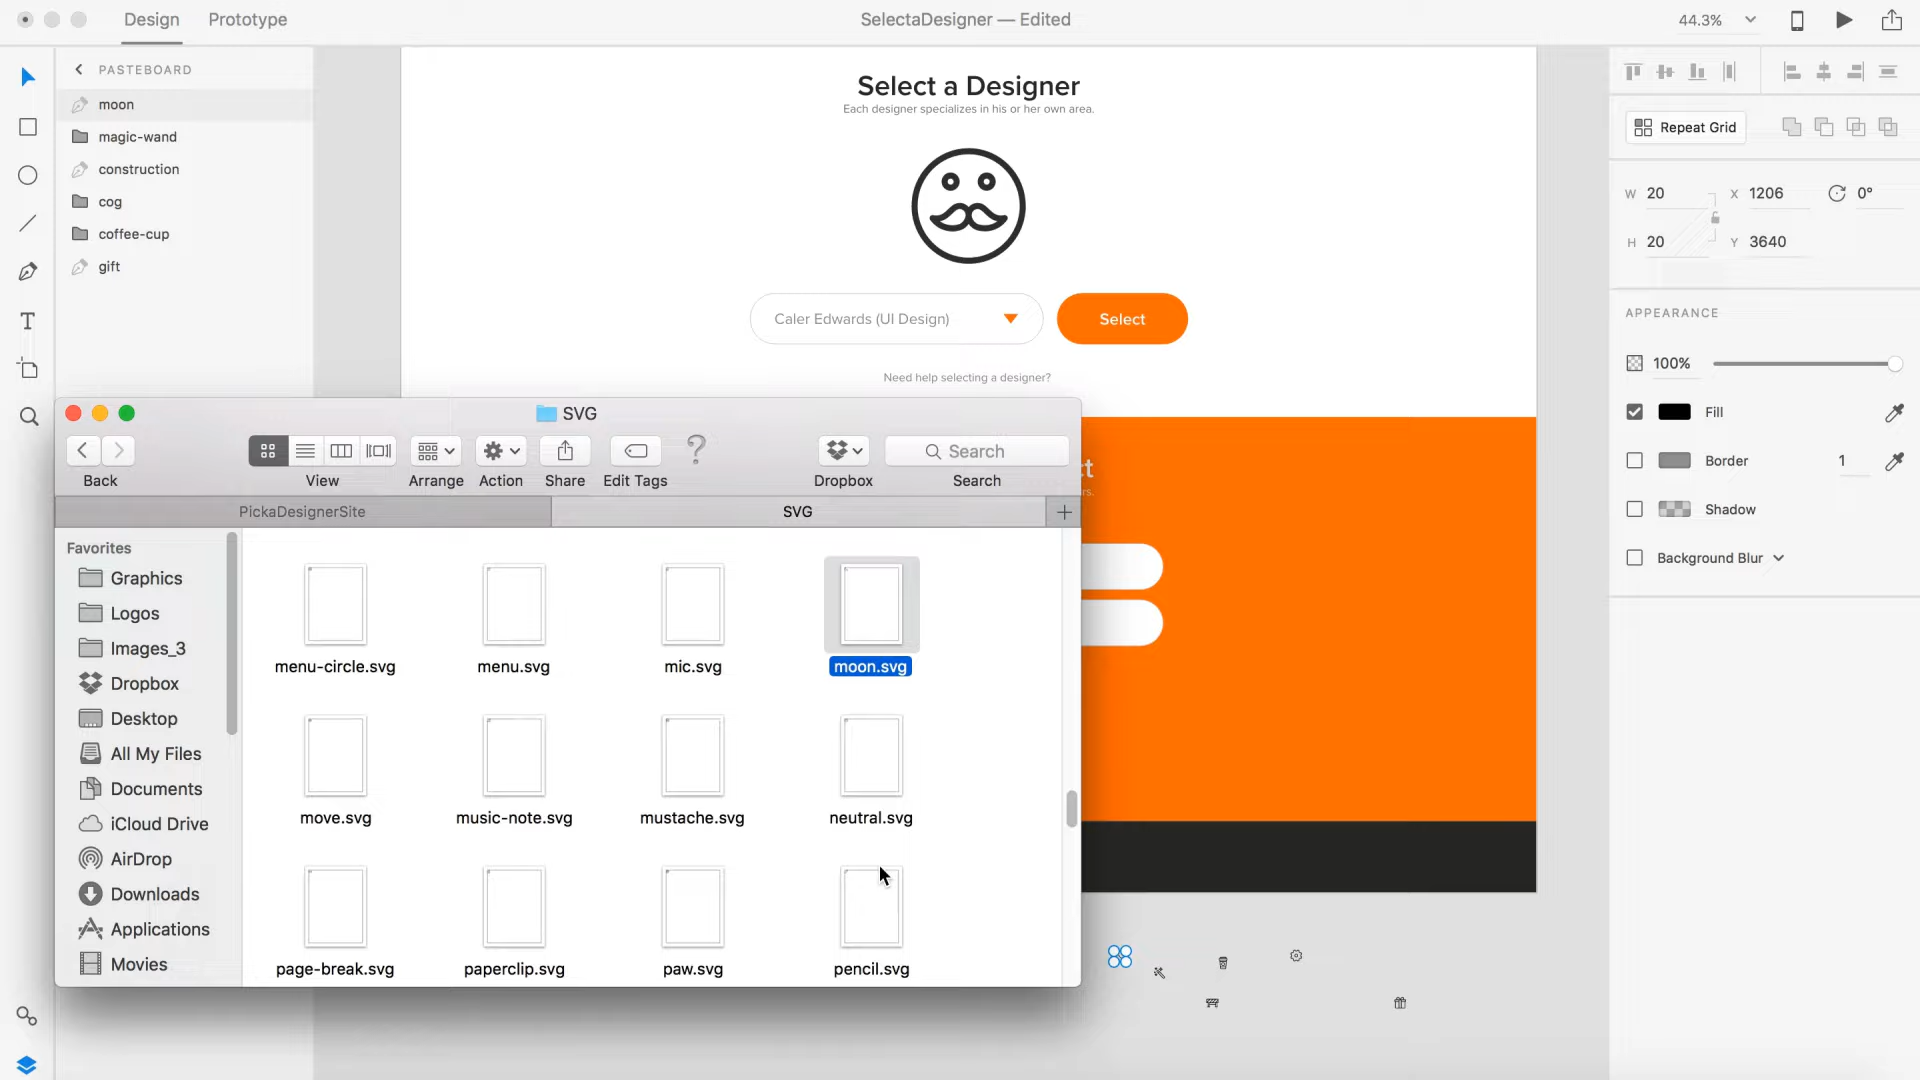 Design
Prototype
SelectaDesigner — Edited
44.3%
PASTEBOARD
moon
magic-wand
construction
cog
coffee-cup
gift
Select a Designer
Each designer specializes in his or her own area.
Caler Edwards (UI Design)
Select
Need help selecting a designer?
Repeat Grid
W 20
X 1206
0°
H 20
Y 3640
APPEARANCE
100%
Fill
Border
1
Shadow
Background Blur
SVG
Search
Back
View
Arrange
Action
Share
Edit Tags
Dropbox
Search
PickaDesignerSite
SVG
Favorites
Graphics
Logos
Images_3
Dropbox
Desktop
All My Files
Documents
iCloud Drive
AirDrop
Downloads
Applications
Movies
menu-circle.svg
menu.svg
mic.svg
moon.svg
move.svg
music-note.svg
mustache.svg
neutral.svg
page-break.svg
paperclip.svg
paw.svg
pencil.svg